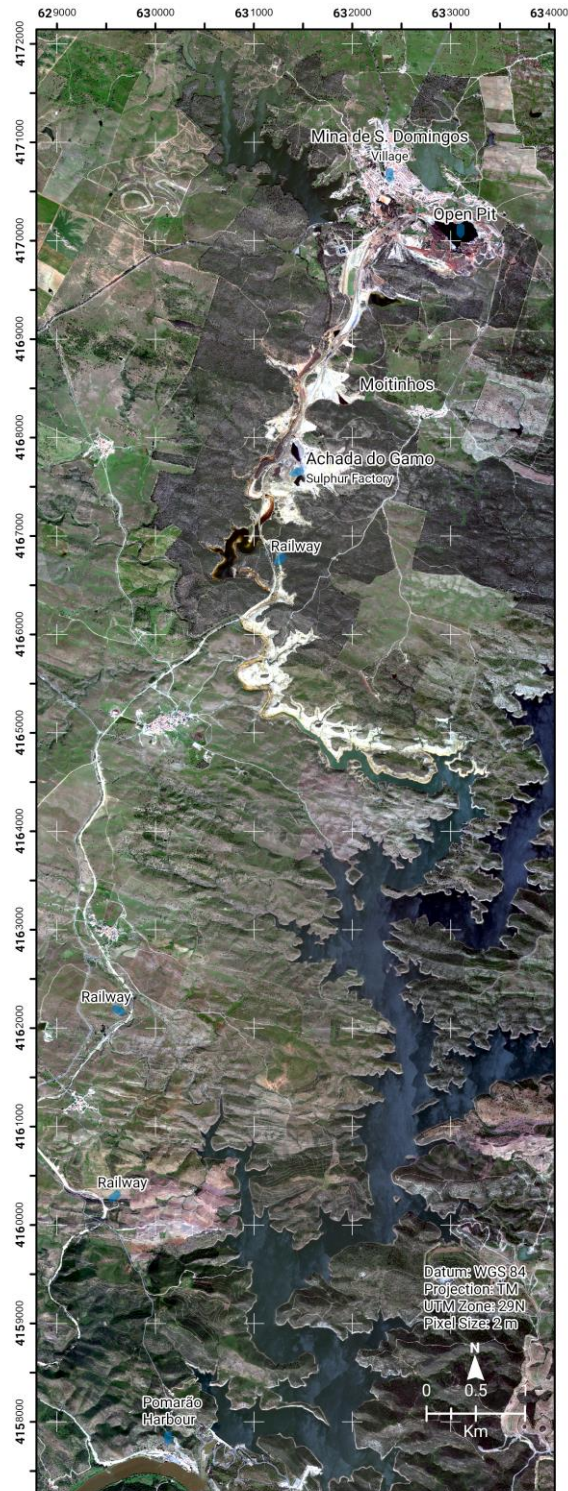 629000 630000 631000 632000 633000 634000
4172000
4171000
4170000
4169000
4168000
4167000
4166000
4165000
4164000
4163000
4162000
4161000
4160000
4159000
4158000
Mina de S. Domingos
Village
Open Pit
Moitinhos
Achada do Gamo
Sulphur Factory
Railway
Railway
Railway
Pomarão
Harbour
Datum: WGS 84
Projection: TM
UTM Zone: 29N
Pixel Size: 2 m
N
0 0.5 1
Km